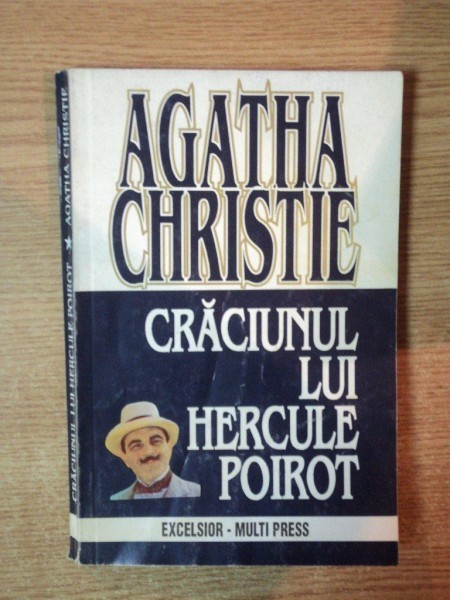 AGATHA
CHRISTIE
CRĂCIUNUL
LUI
HERCULE
POIROT
EXCELSIOR - MULTI PRESS
CRĂCIUNUL LUI HERCULE POIROT ★ AGATHA CHRISTIE